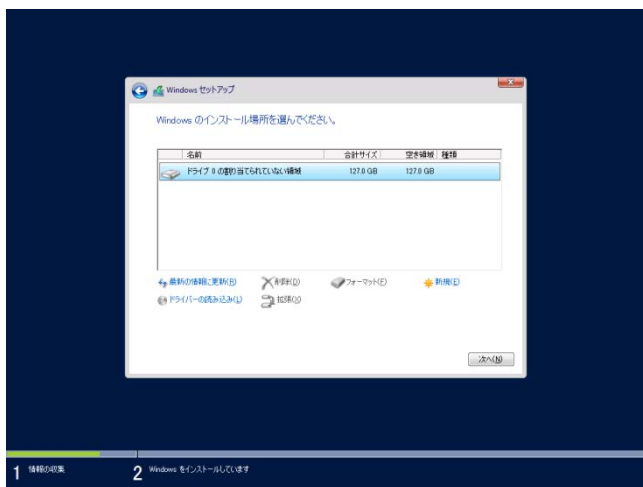 Windows セットアップ
Windows のインストール場所を選んでください。
名前 合計サイズ 空き領域 種類
ドライブ 0 の割り当てられていない領域 127.0 GB 127.0 GB
最新の情報に更新(R) 削除(D) フォーマット(F) 新規(E)
ドライバーの読み込み(L) 拡張(X)
次へ(N)
1 情報の収集 2 Windows をインストールしています